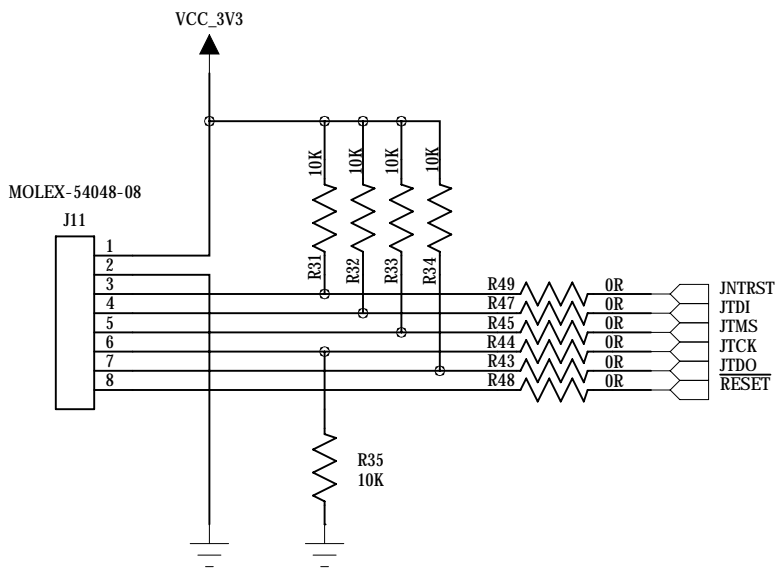 VCC_3V3
10K 10K 10K 10K
MOLEX-54048-08
J11
R31 R32 R33 R34
1
2
3 R49 0R JNTRST
4 R47 0R JTDI
5 R45 0R JTMS
6 R44 0R JTCK
7 R43 0R JTDO
8 R48 0R RESET
R35
10K